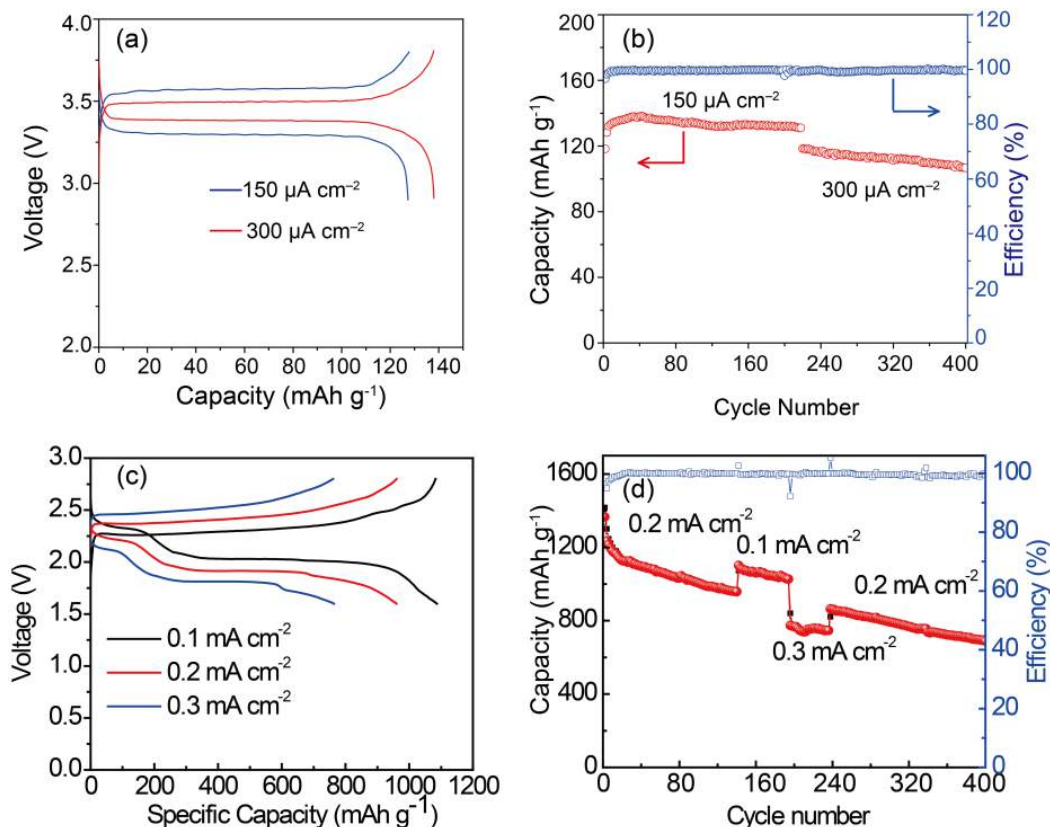 (a)
4.0
3.5
3.0
2.5
2.0
Voltage (V)
150 µA cm⁻²
300 µA cm⁻²
0 20 40 60 80 100 120 140
Capacity (mAh g⁻¹)
(b)
200
160
120
80
40
0
Capacity (mAh g⁻¹)
150 µA cm⁻²
300 µA cm⁻²
120
100
80
60
40
20
0
Efficiency (%)
0 80 160 240 320 400
Cycle Number
(c)
3.0
2.5
2.0
1.5
1.0
0.5
0.0
Voltage (V)
0.1 mA cm⁻²
0.2 mA cm⁻²
0.3 mA cm⁻²
0 200 400 600 800 1000 1200
Specific Capacity (mAh g⁻¹)
(d)
1600
1200
800
400
0
Capacity (mAh g⁻¹)
0.2 mA cm⁻²
0.1 mA cm⁻²
0.2 mA cm⁻²
0.3 mA cm⁻²
100
80
60
40
20
0
Efficiency (%)
0 80 160 240 320 400
Cycle number